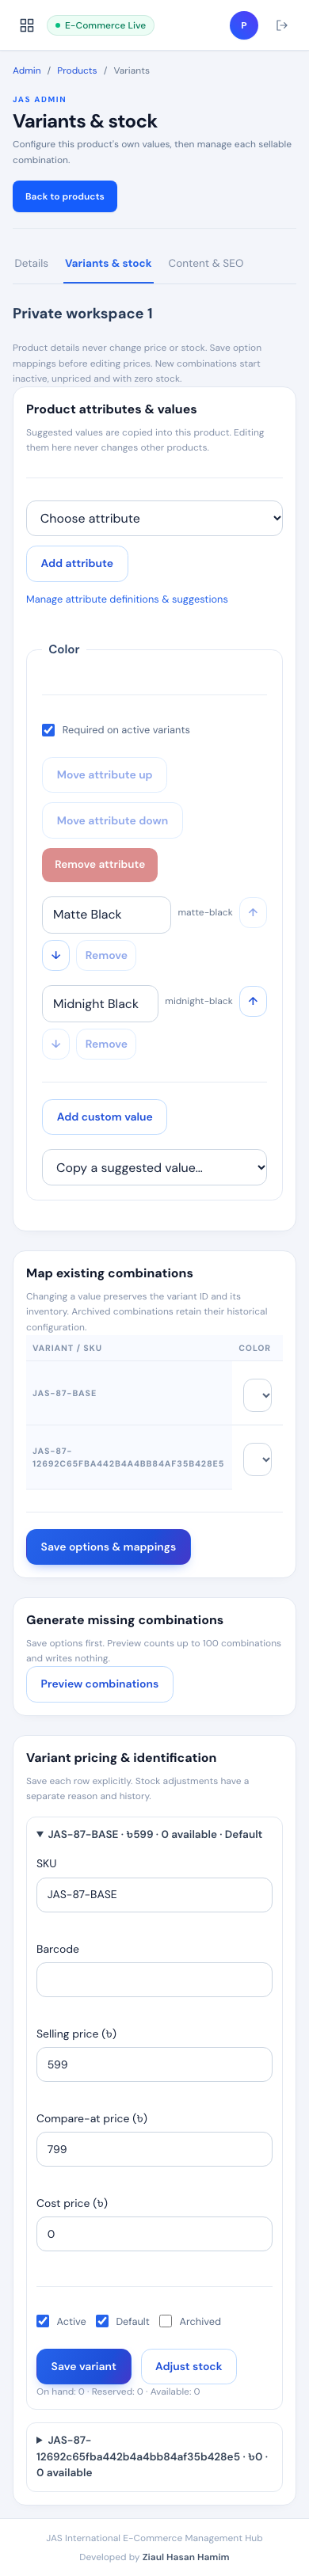 E-Commerce Live
P
Admin / Products / Variants
JAS ADMIN
Variants & stock
Configure this product's own values, then manage each sellable
combination.
Back to products
Details Variants & stock Content & SEO
Private workspace 1
Product details never change price or stock. Save option
mappings before editing prices. New combinations start
inactive, unpriced and with zero stock.
Product attributes & values
Suggested values are copied into this product. Editing
them here never changes other products.
Choose attribute
Add attribute
Manage attribute definitions & suggestions
Color
Required on active variants
Move attribute up
Move attribute down
Remove attribute
Matte Black matte-black ↑
↓ Remove
Midnight Black midnight-black ↑
↓ Remove
Add custom value
Copy a suggested value...
Map existing combinations
Changing a value preserves the variant ID and its
inventory. Archived combinations retain their historical
configuration.
VARIANT / SKU COLOR
JAS-87-BASE
JAS-87-
12692C65FBA442B4A4BB84AF35B428E5
Save options & mappings
Generate missing combinations
Save options first. Preview counts up to 100 combinations
and writes nothing.
Preview combinations
Variant pricing & identification
Save each row explicitly. Stock adjustments have a
separate reason and history.
▼ JAS-87-BASE · ৳599 · 0 available · Default
SKU
JAS-87-BASE
Barcode
Selling price (৳)
599
Compare-at price (৳)
799
Cost price (৳)
0
Active Default Archived
Save variant Adjust stock
On hand: 0 · Reserved: 0 · Available: 0
▶ JAS-87-
12692c65fba442b4a4bb84af35b428e5 · ৳0 ·
0 available
JAS International E-Commerce Management Hub
Developed by Ziaul Hasan Hamim